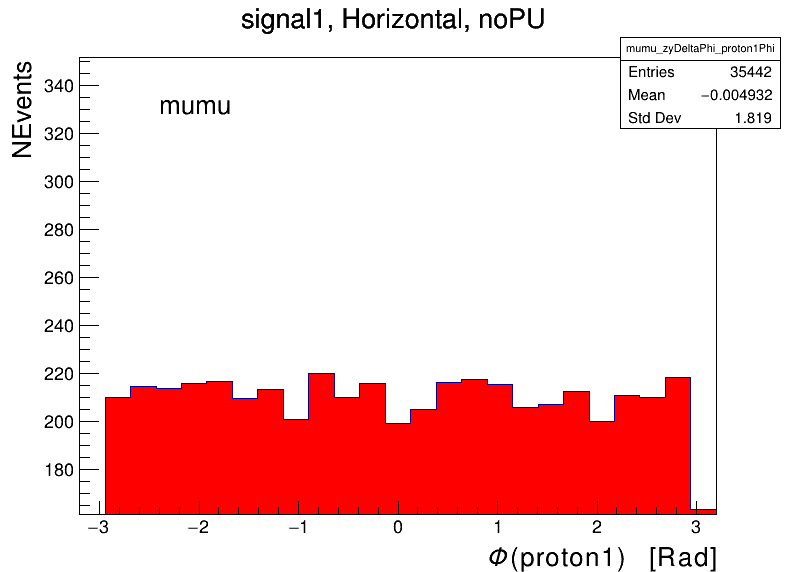 signal1, Horizontal, noPU
mumu_zyDeltaPhi_proton1Phi
Entries 35442
Mean −0.004932
Std Dev 1.819
NEvents
mumu
340
320
300
280
260
240
220
200
180
−3 −2 −1 0 1 2 3
Φ(proton1) [Rad]